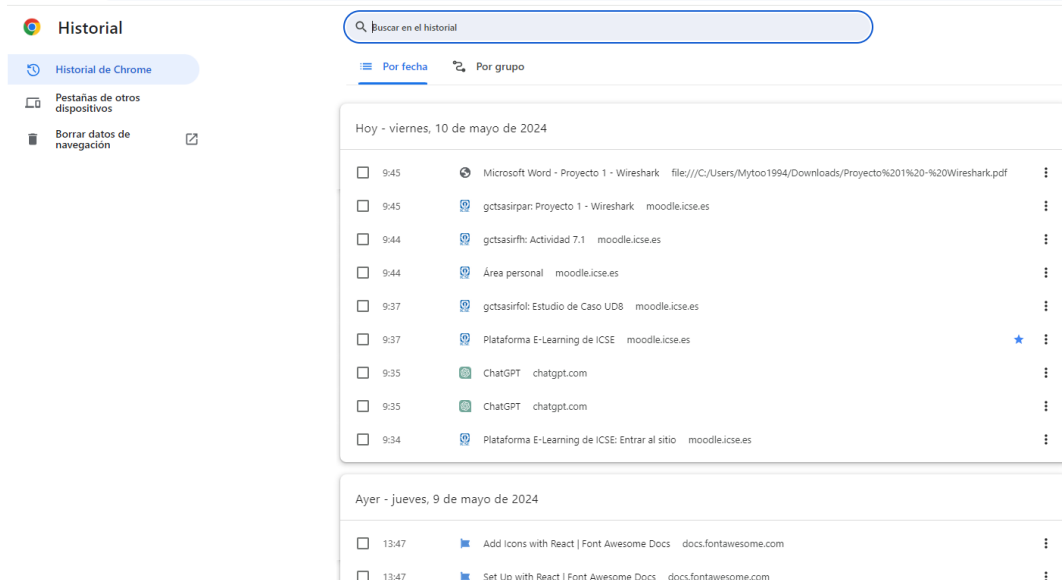 Historial
Buscar en el historial
Historial de Chrome
Pestañas de otros
dispositivos
Borrar datos de
navegación
Por fecha Por grupo
Hoy - viernes, 10 de mayo de 2024
9:45 Microsoft Word - Proyecto 1 - Wireshark file:///C:/Users/Mytoo1994/Downloads/Proyecto%201%20-%20Wireshark.pdf
9:45 gctsasirpar: Proyecto 1 - Wireshark moodle.icse.es
9:44 gctsasirfh: Actividad 7.1 moodle.icse.es
9:44 Área personal moodle.icse.es
9:37 gctsasirfol: Estudio de Caso UD8 moodle.icse.es
9:37 Plataforma E-Learning de ICSE moodle.icse.es
9:35 ChatGPT chatgpt.com
9:35 ChatGPT chatgpt.com
9:34 Plataforma E-Learning de ICSE: Entrar al sitio moodle.icse.es
Ayer - jueves, 9 de mayo de 2024
13:47 Add Icons with React | Font Awesome Docs docs.fontawesome.com
13:47 Set Up with React | Font Awesome Docs docs.fontawesome.com